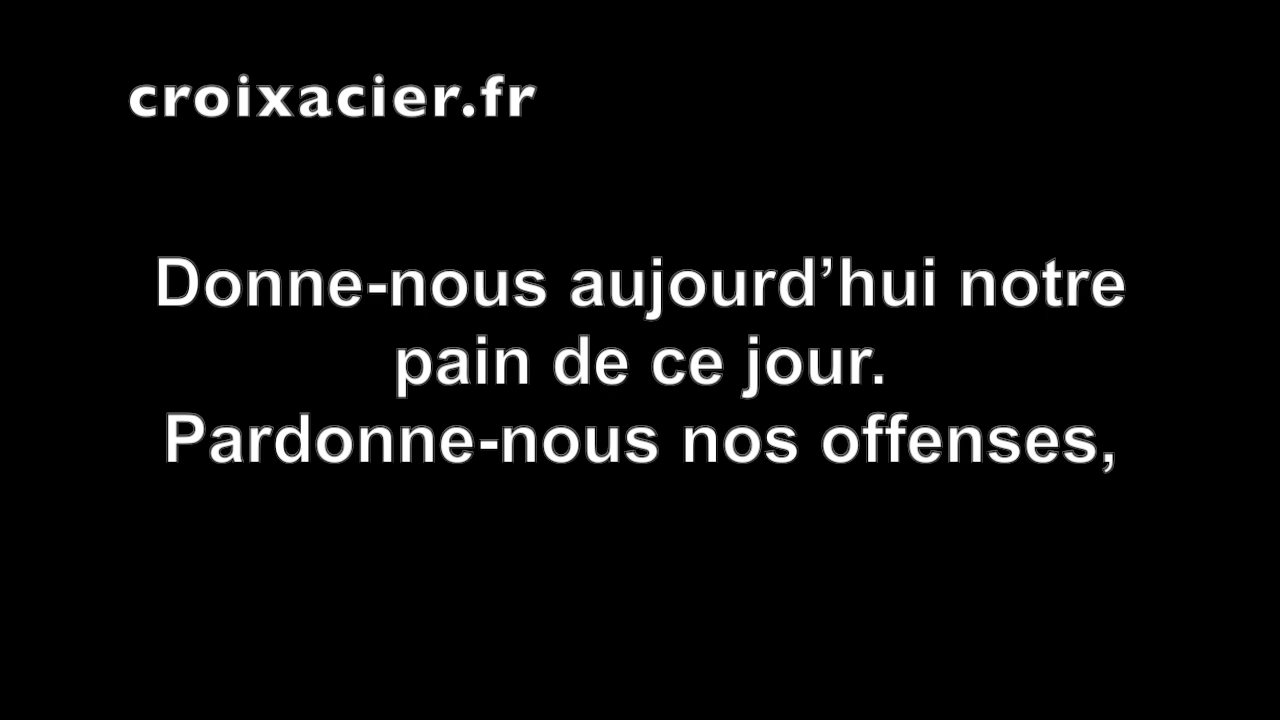 croixacier.fr
Donne-nous aujourd’hui notre
pain de ce jour.
Pardonne-nous nos offenses,